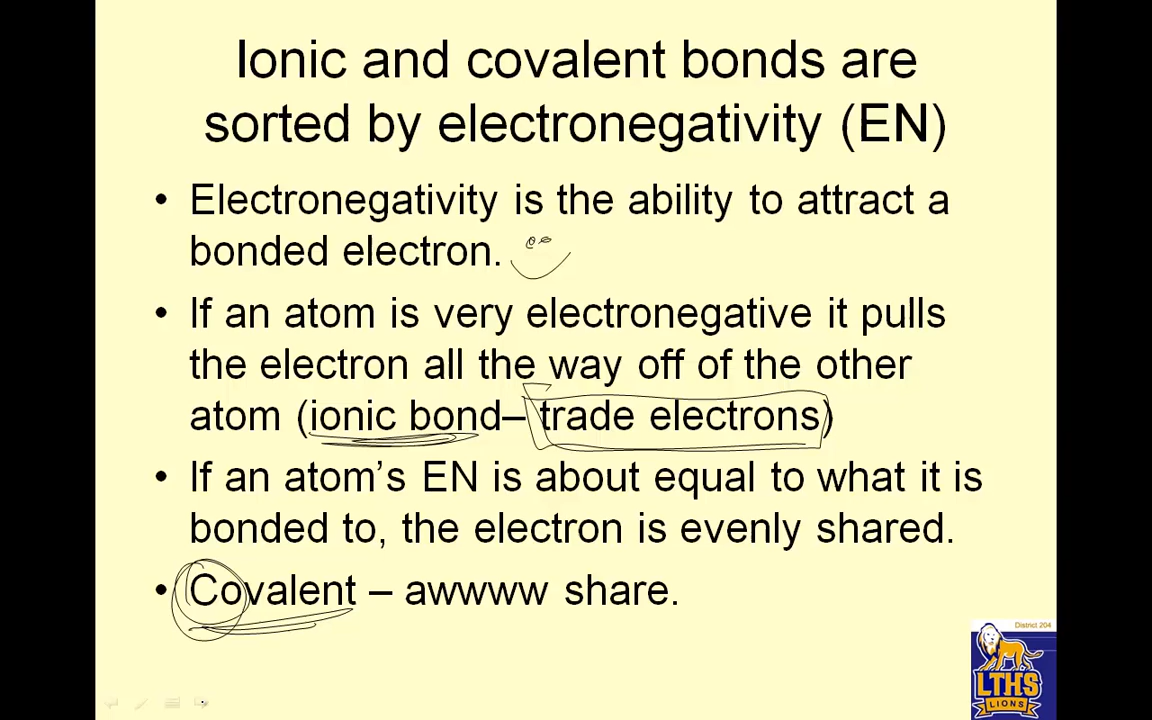 Ionic and covalent bonds are
sorted by electronegativity (EN)
• Electronegativity is the ability to attract a
bonded electron.
• If an atom is very electronegative it pulls
the electron all the way off of the other
atom (ionic bond– trade electrons)
• If an atom's EN is about equal to what it is
bonded to, the electron is evenly shared.
• Covalent – awwww share.
District 204
LTHS
LIONS